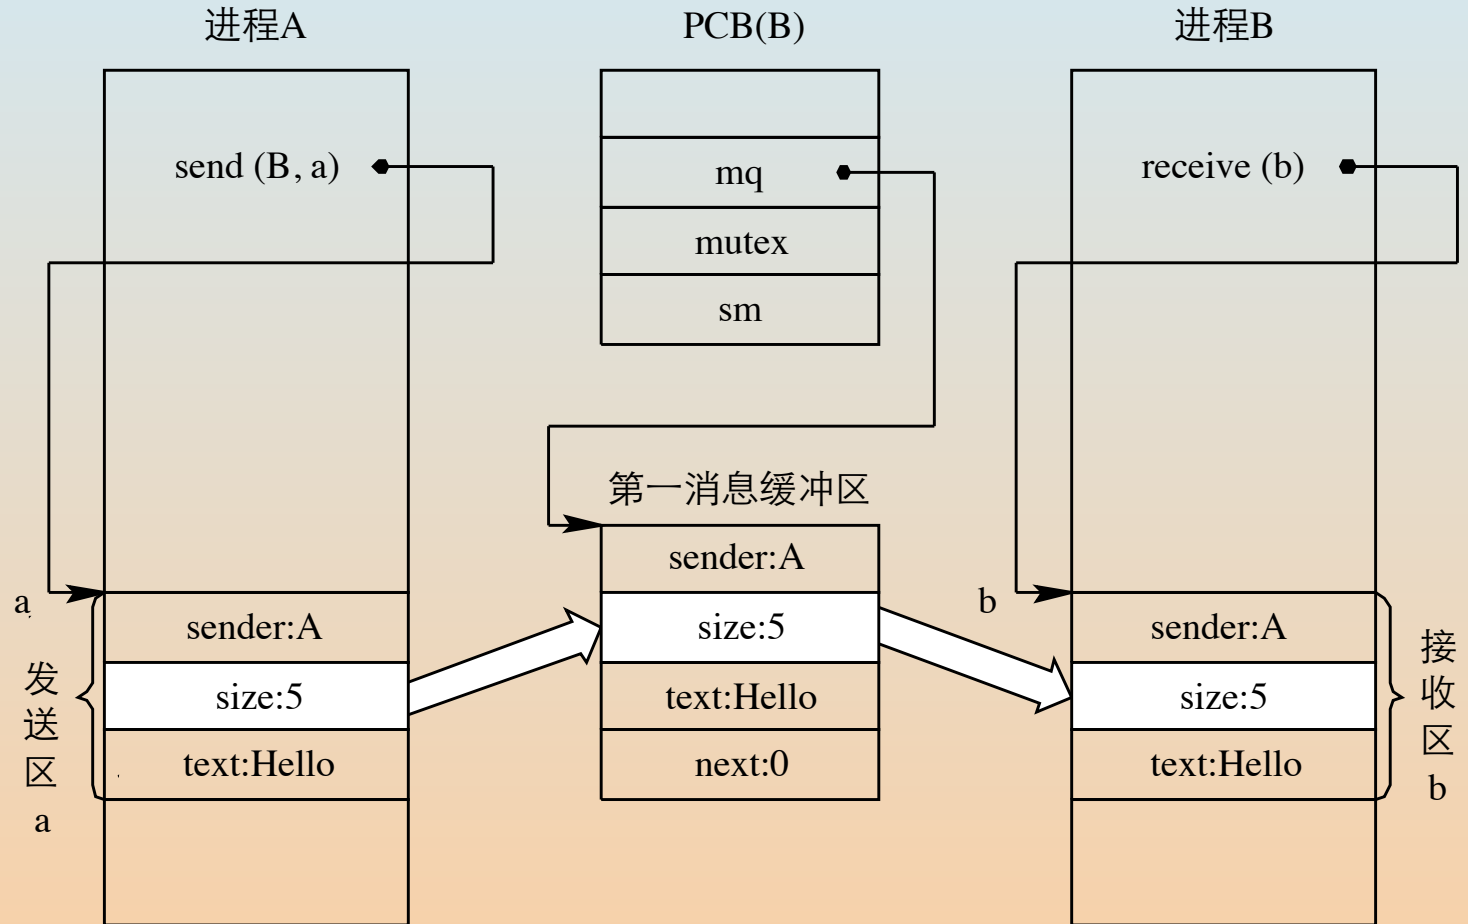 进程A
PCB(B)
进程B
send (B, a)
mq
mutex
sm
receive (b)
第一消息缓冲区
sender:A
size:5
text:Hello
next:0
a
发送区a
sender:A
size:5
text:Hello
b
sender:A
size:5
text:Hello
接收区b